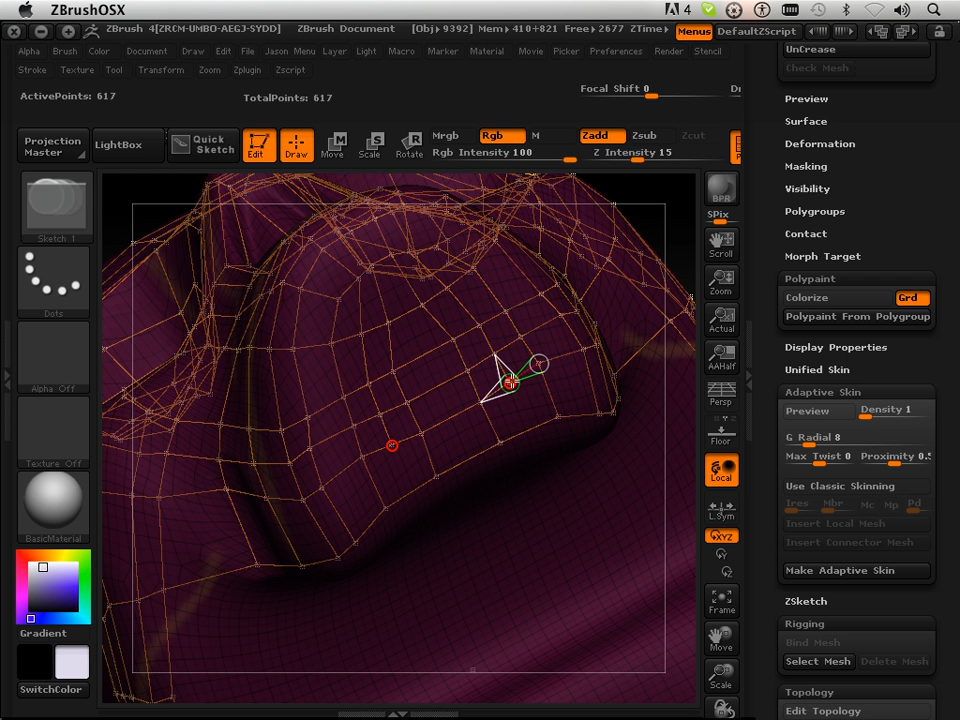 ZBrushOSX
4
ZBrush 4[ZRCM-UMBO-AEGJ-SYDD] Document [Obj▸9392] Mem▸410+821 Free▸672 ZTime▸
Menus
DefaultZScript
Alpha Brush Color Document Draw Edit File Jason Menu Layer Light Macro Marker Material Movie Picker Preferences Render Stencil
Stroke Texture Tool Transform Zoom Zplugin Zscript
ActivePoints: 617
TotalPoints: 617
Focal Shift 0
Projection Master
LightBox
Quick Sketch
Edit
Draw
Move
Scale
Rotate
Mrgb Rgb M
Rgb Intensity 100
Zadd Zsub Zcut
Z Intensity 15
Sketch 1
Dots
Alpha Off
Texture Off
BasicMaterial
Gradient
SwitchColor
BPR
SPix
Scroll
Zoom
Actual
AAHalf
Persp
Floor
Local
L.Sym
XYZ
Y
Z
Frame
Move
Scale
UnCrease
Check Mesh
Preview
Surface
Deformation
Masking
Visibility
Polygroups
Contact
Morph Target
Polypaint
Colorize Grd
Polypaint From Polygroup
Display Properties
Unified Skin
Adaptive Skin
Preview Density 1
G Radial 8
Max Twist 0 Proximity 0.
Use Classic Skinning
Ires Mbr Mc Mp Pd
Insert Local Mesh
Insert Connector Mesh
Make Adaptive Skin
ZSketch
Rigging
Bind Mesh
Select Mesh Delete Mesh
Topology
Edit Topology